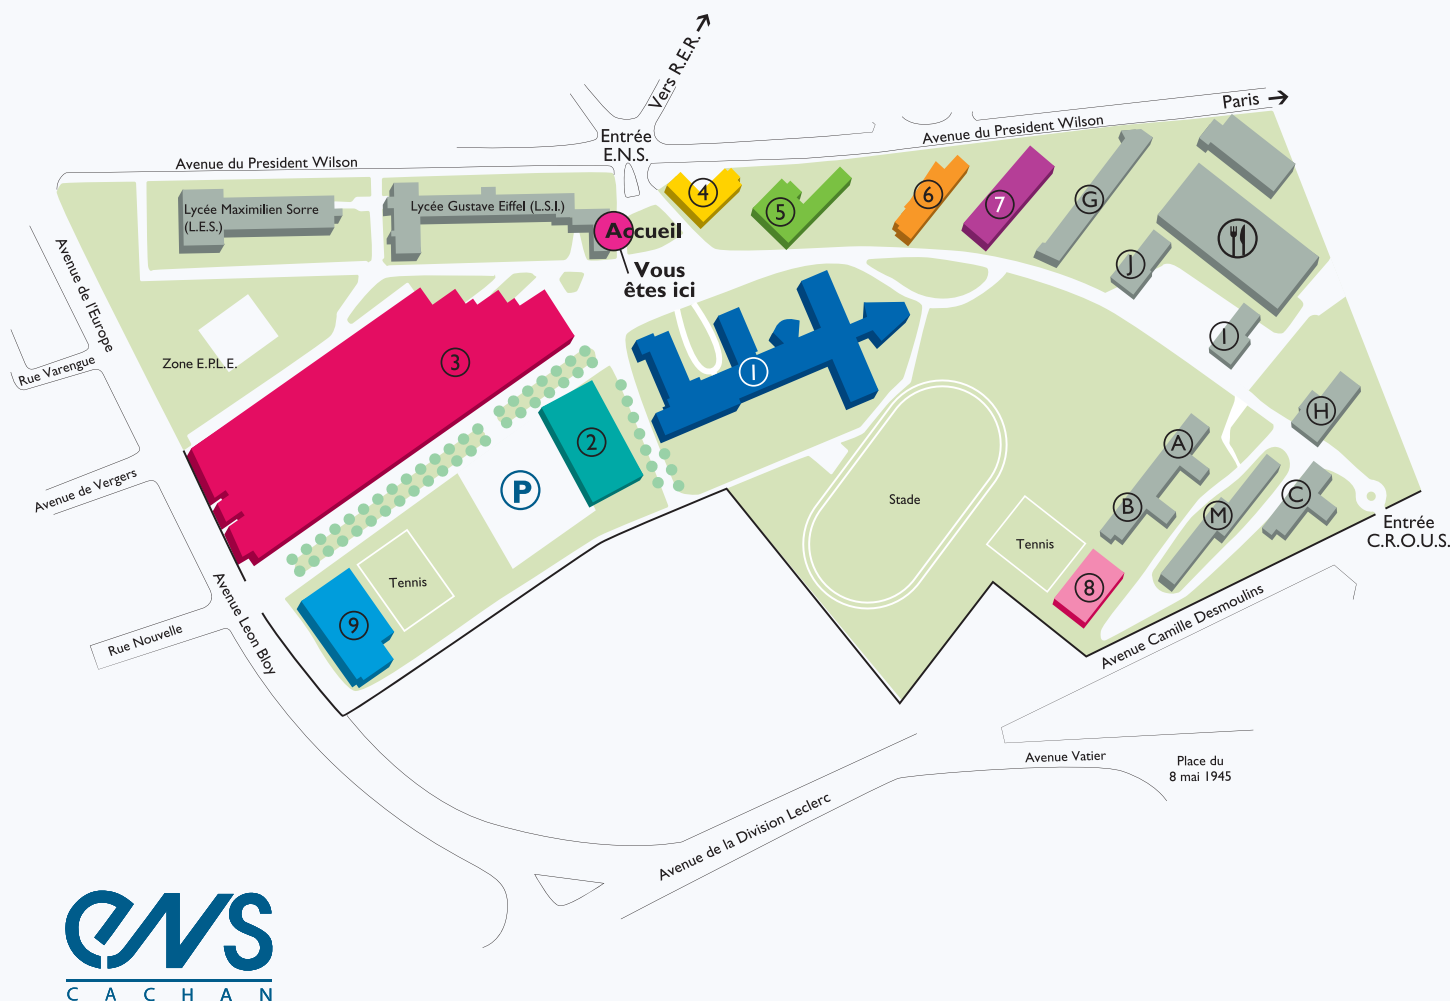 Vers R.E.R.
Paris
Entrée
E.N.S.
Avenue du President Wilson
Avenue du President Wilson
4
5
6
7
G
Lycée Maximilien Sorre
(L.E.S.)
Lycée Gustave Eiffel (L.S.I.)
Accueil
Vous
êtes ici
J
I
H
Avenue de l'Europe
Rue Varengue
Zone E.P.L.E.
3
1
2
P
A
B
M
C
Stade
Tennis
Entrée
C.R.O.U.S.
Avenue de Vergers
Tennis
8
9
Avenue Leon Bloy
Rue Nouvelle
Avenue Camille Desmoulins
Avenue Vatier
Place du
8 mai 1945
Avenue de la Division Leclerc
ENS
CACHAN